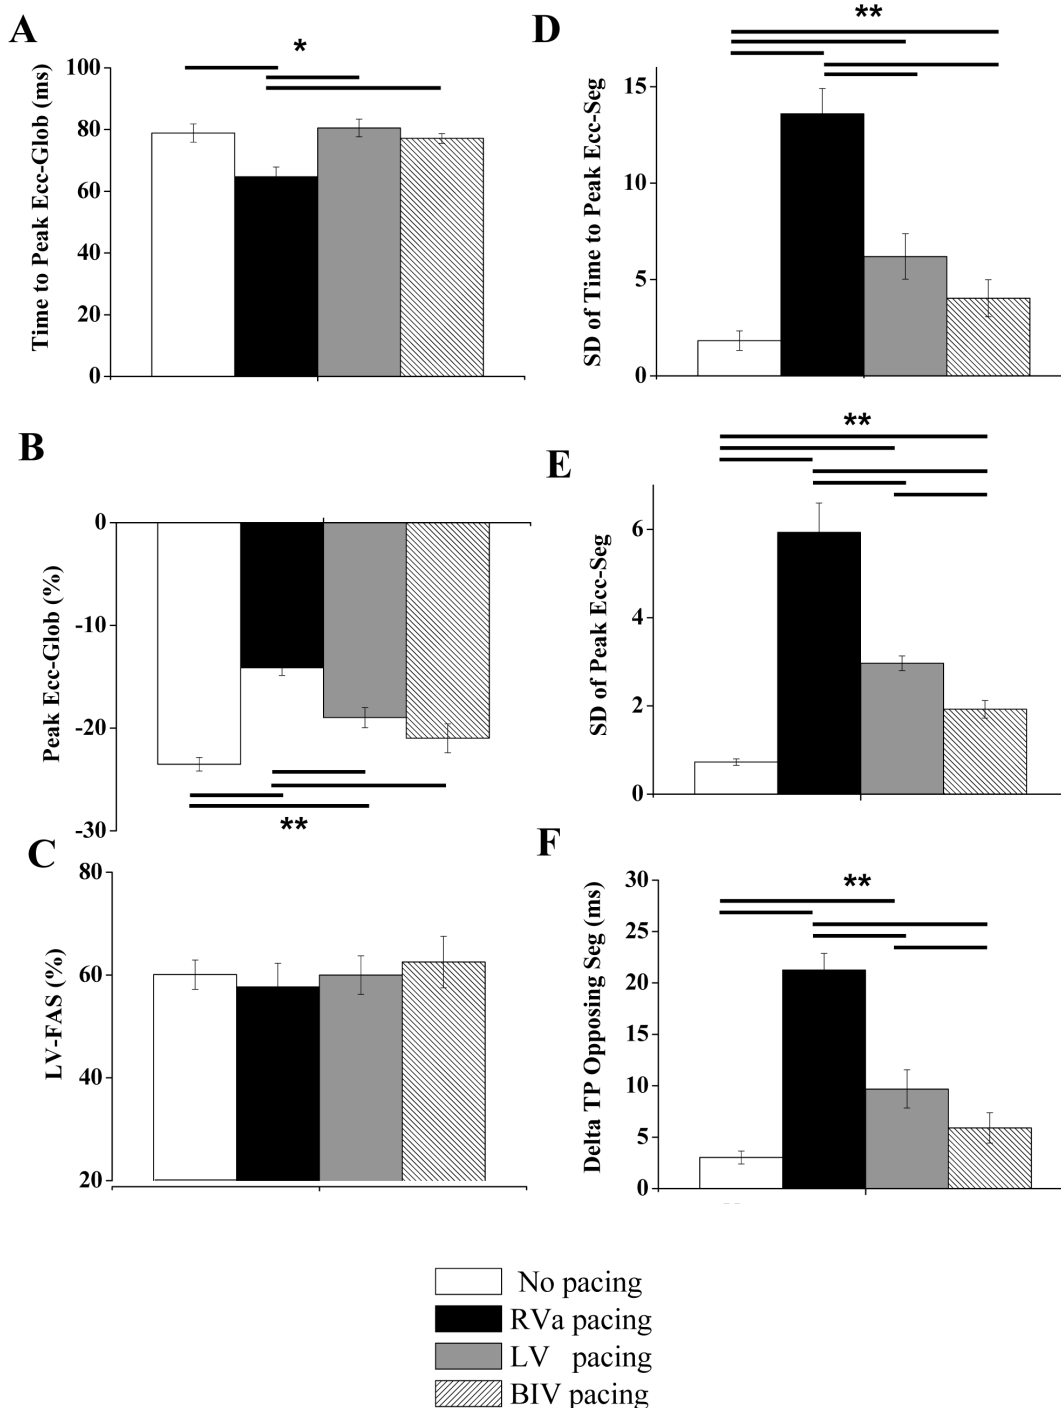 A
*
Time to Peak Ecc-Glob (ms)
100
80
60
40
20
0
D
**
SD of Time to Peak Ecc-Seg
15
10
5
0
B
Peak Ecc-Glob (%)
0
-10
-20
-30
**
E
**
SD of Peak Ecc-Seg
6
4
2
0
C
LV-FAS (%)
80
60
40
20
F
**
Delta TP Opposing Seg (ms)
30
25
20
15
10
5
0
No pacing
RVa pacing
LV pacing
BIV pacing